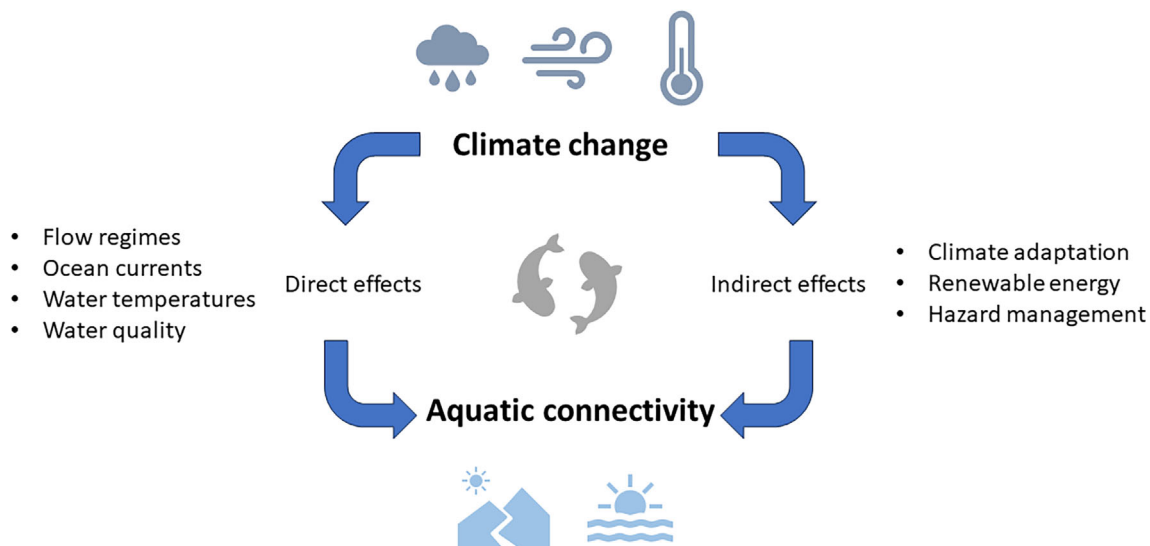 Climate change
• Flow regimes
• Ocean currents
• Water temperatures
• Water quality
Direct effects
Indirect effects
• Climate adaptation
• Renewable energy
• Hazard management
Aquatic connectivity